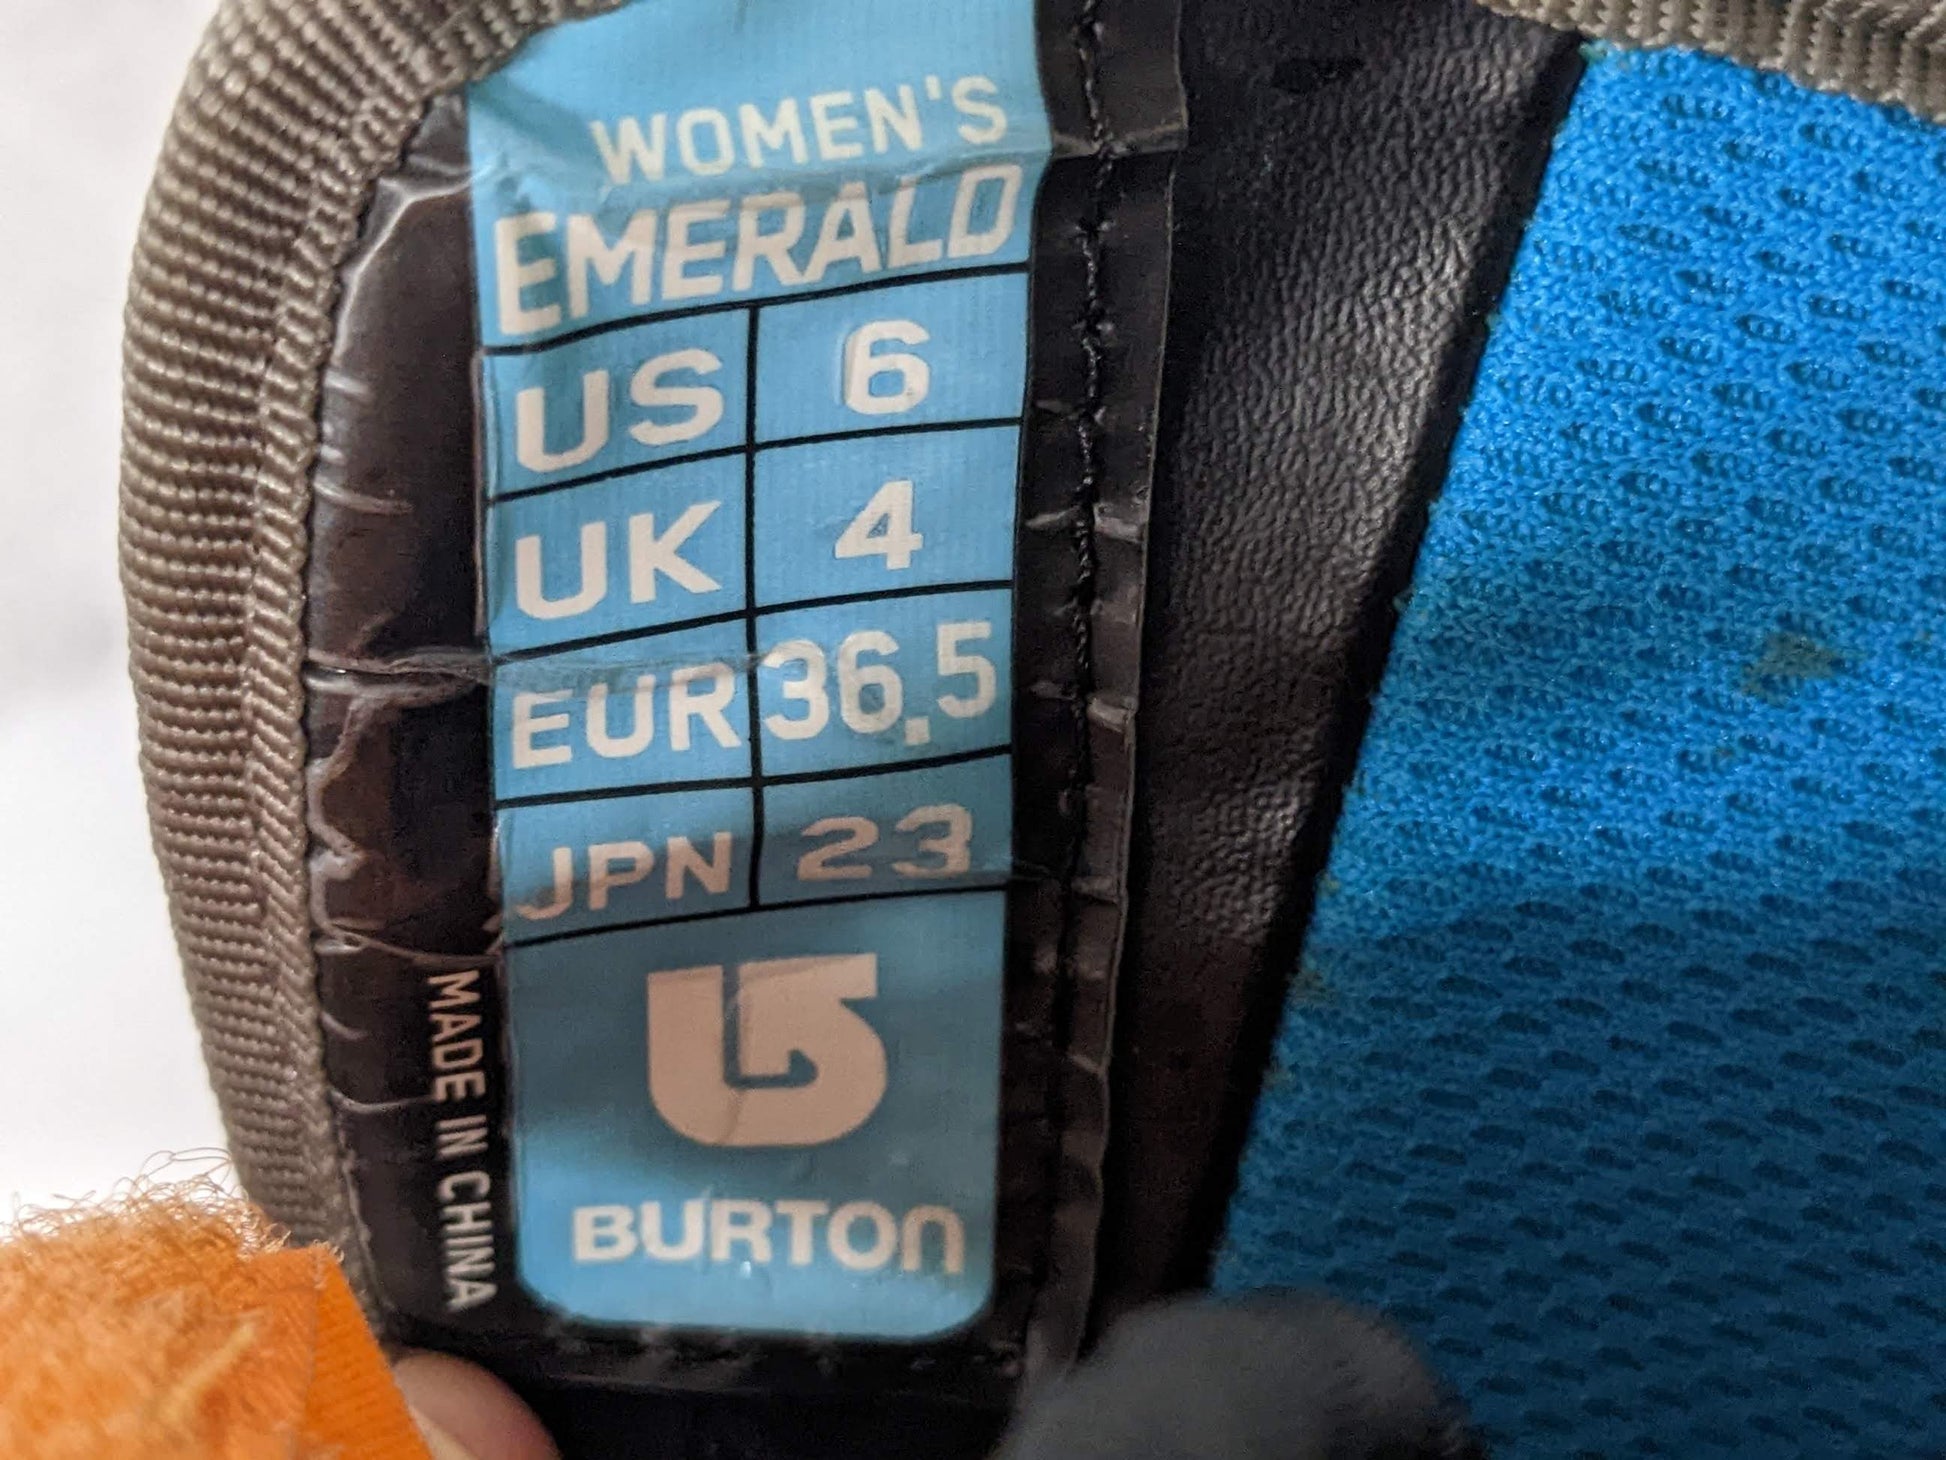 WOMEN'S
EMERALD
US 6
UK 4
EUR 36.5
JPN 23
BURTON
MADE IN CHINA